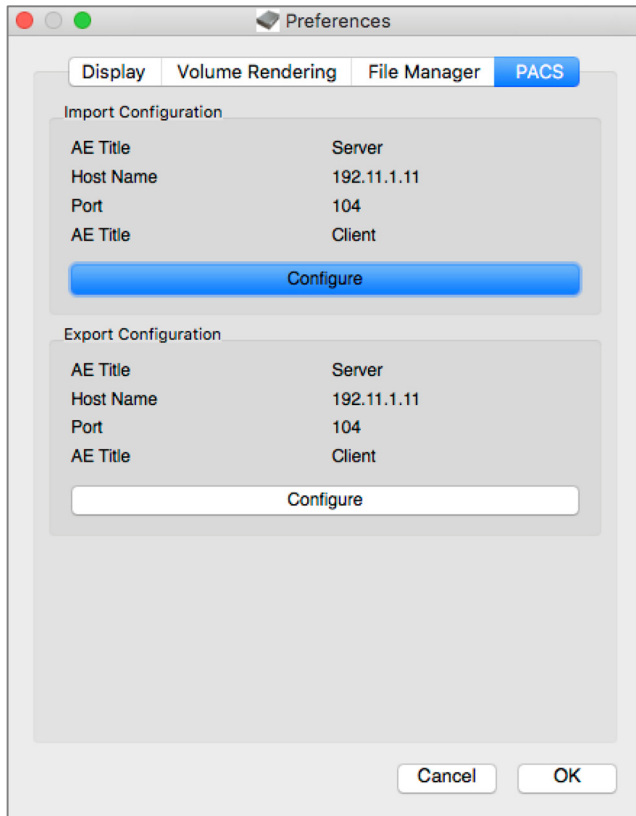 Preferences
Display Volume Rendering File Manager PACS
Import Configuration
AE Title Server
Host Name 192.11.1.11
Port 104
AE Title Client
Configure
Export Configuration
AE Title Server
Host Name 192.11.1.11
Port 104
AE Title Client
Configure
Cancel OK